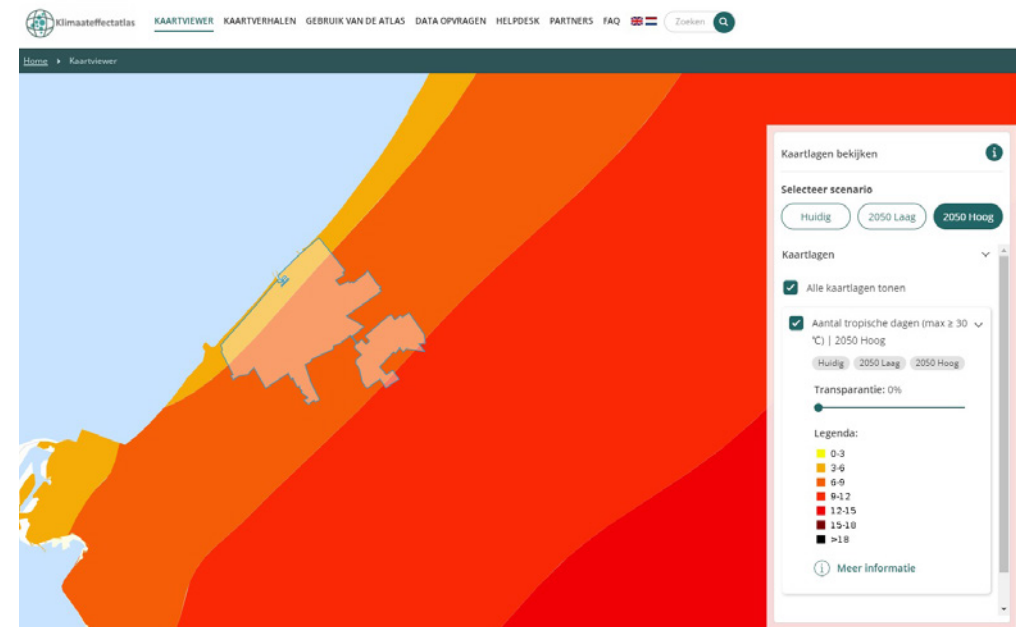 Klimaateffectatlas KAARTVIEWER KAARTVERHALEN GEBRUIK VAN DE ATLAS DATA OPVRAGEN HELPDESK PARTNERS FAQ Zoeken
Home Kaartviewer
Kaartlagen bekijken
Selecteer scenario
Huidig 2050 Laag 2050 Hoog
Kaartlagen
Alle kaartlagen tonen
Aantal tropische dagen (max ≥ 30
℃) | 2050 Hoog
Huidig 2050 Laag 2050 Hoog
Transparantie: 0%
Legenda:
0-3
3-6
6-9
9-12
12-15
15-18
>18
Meer informatie